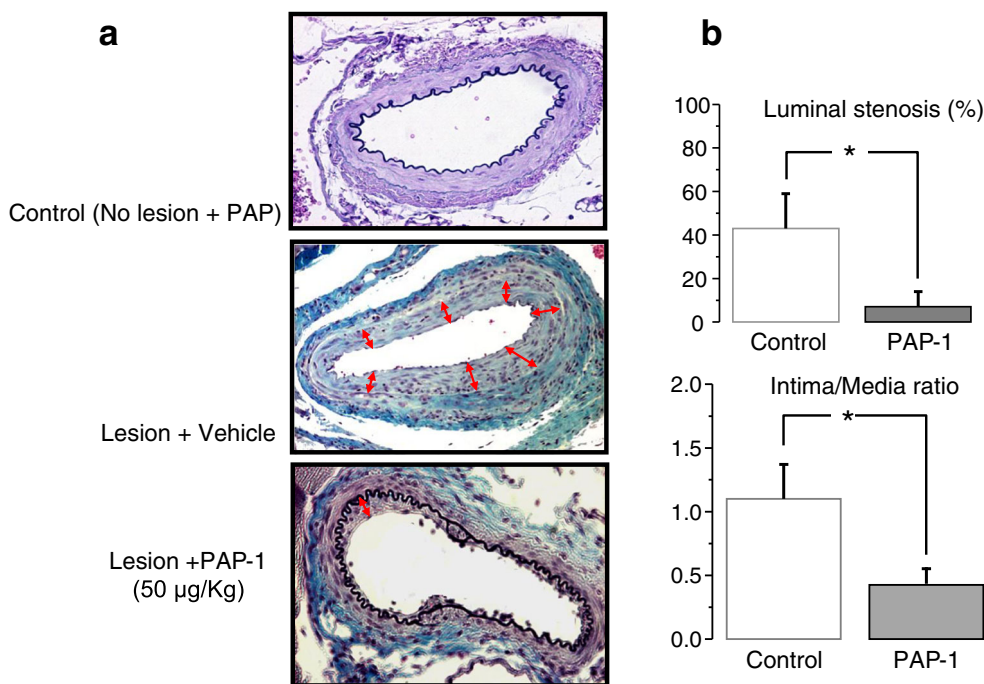 a
Control (No lesion + PAP)
Lesion + Vehicle
Lesion +PAP-1
(50 µg/Kg)
b
Luminal stenosis (%)
100
80
60
40
20
0
*
Control
PAP-1
Intima/Media ratio
2.0
1.5
1.0
0.5
0.0
*
Control
PAP-1